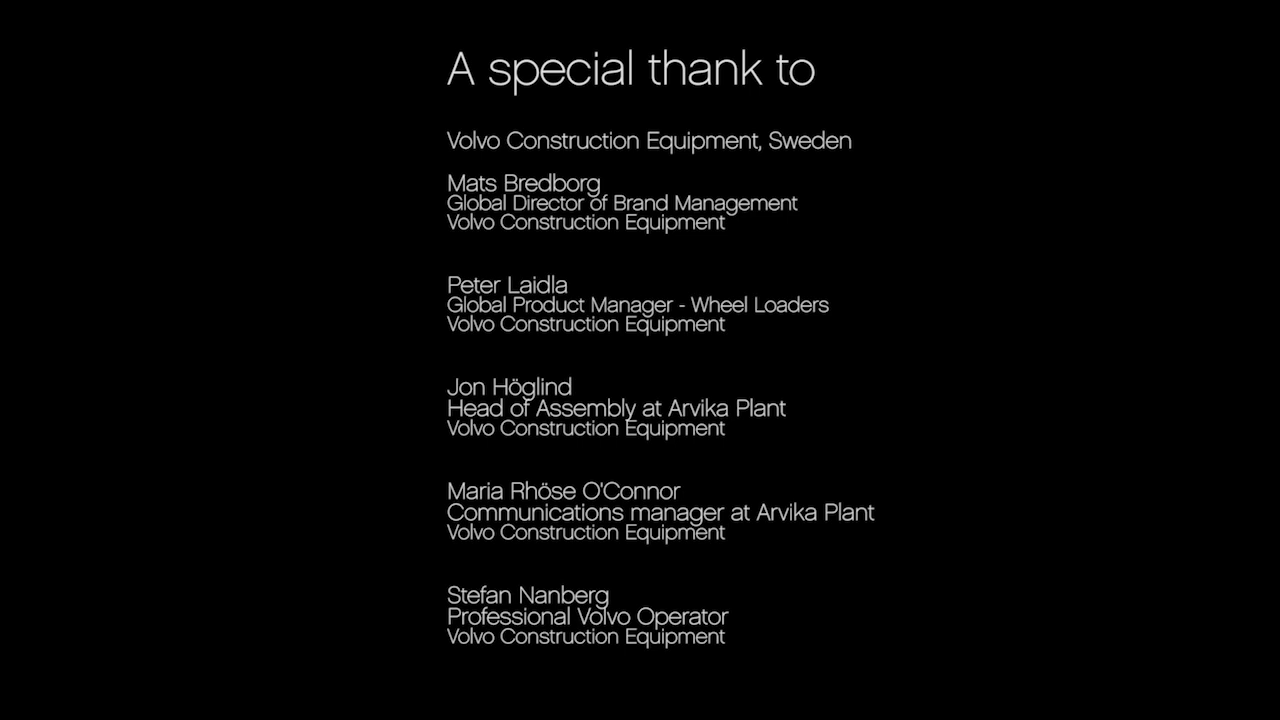 A special thank to
Volvo Construction Equipment, Sweden
Mats Bredborg
Global Director of Brand Management
Volvo Construction Equipment
Peter Laidla
Global Product Manager - Wheel Loaders
Volvo Construction Equipment
Jon Höglind
Head of Assembly at Arvika Plant
Volvo Construction Equipment
Maria Rhöse O'Connor
Communications manager at Arvika Plant
Volvo Construction Equipment
Stefan Nanberg
Professional Volvo Operator
Volvo Construction Equipment